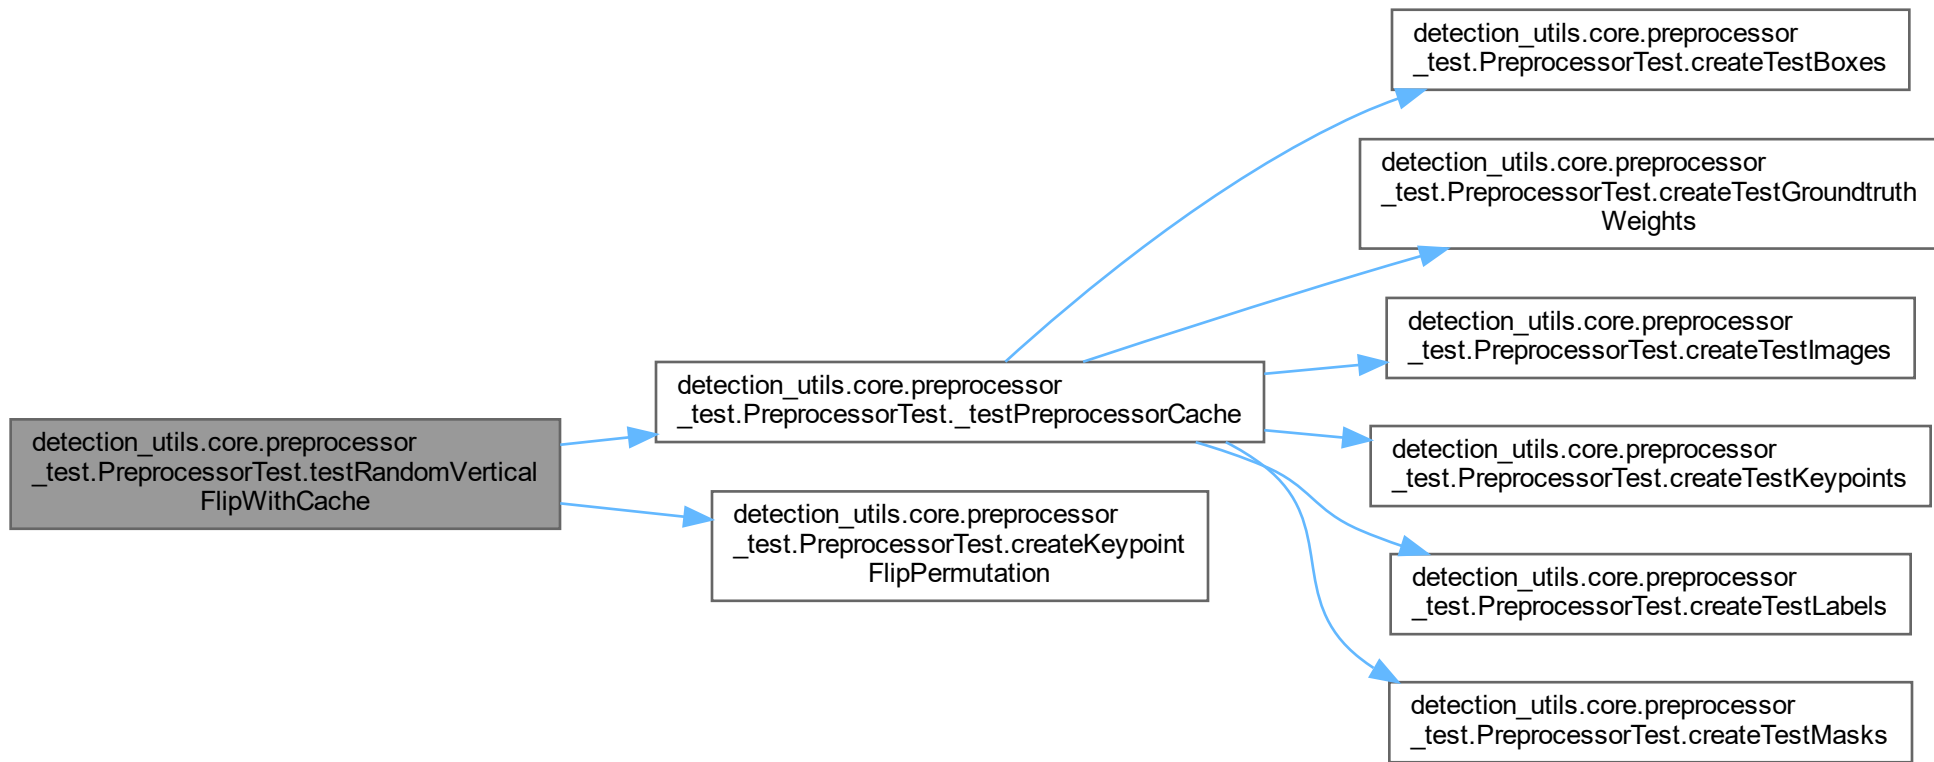 detection_utils.core.preprocessor
_test.PreprocessorTest.testRandomVertical
FlipWithCache
detection_utils.core.preprocessor
_test.PreprocessorTest._testPreprocessorCache
detection_utils.core.preprocessor
_test.PreprocessorTest.createKeypoint
FlipPermutation
detection_utils.core.preprocessor
_test.PreprocessorTest.createTestBoxes
detection_utils.core.preprocessor
_test.PreprocessorTest.createTestGroundtruth
Weights
detection_utils.core.preprocessor
_test.PreprocessorTest.createTestImages
detection_utils.core.preprocessor
_test.PreprocessorTest.createTestKeypoints
detection_utils.core.preprocessor
_test.PreprocessorTest.createTestLabels
detection_utils.core.preprocessor
_test.PreprocessorTest.createTestMasks